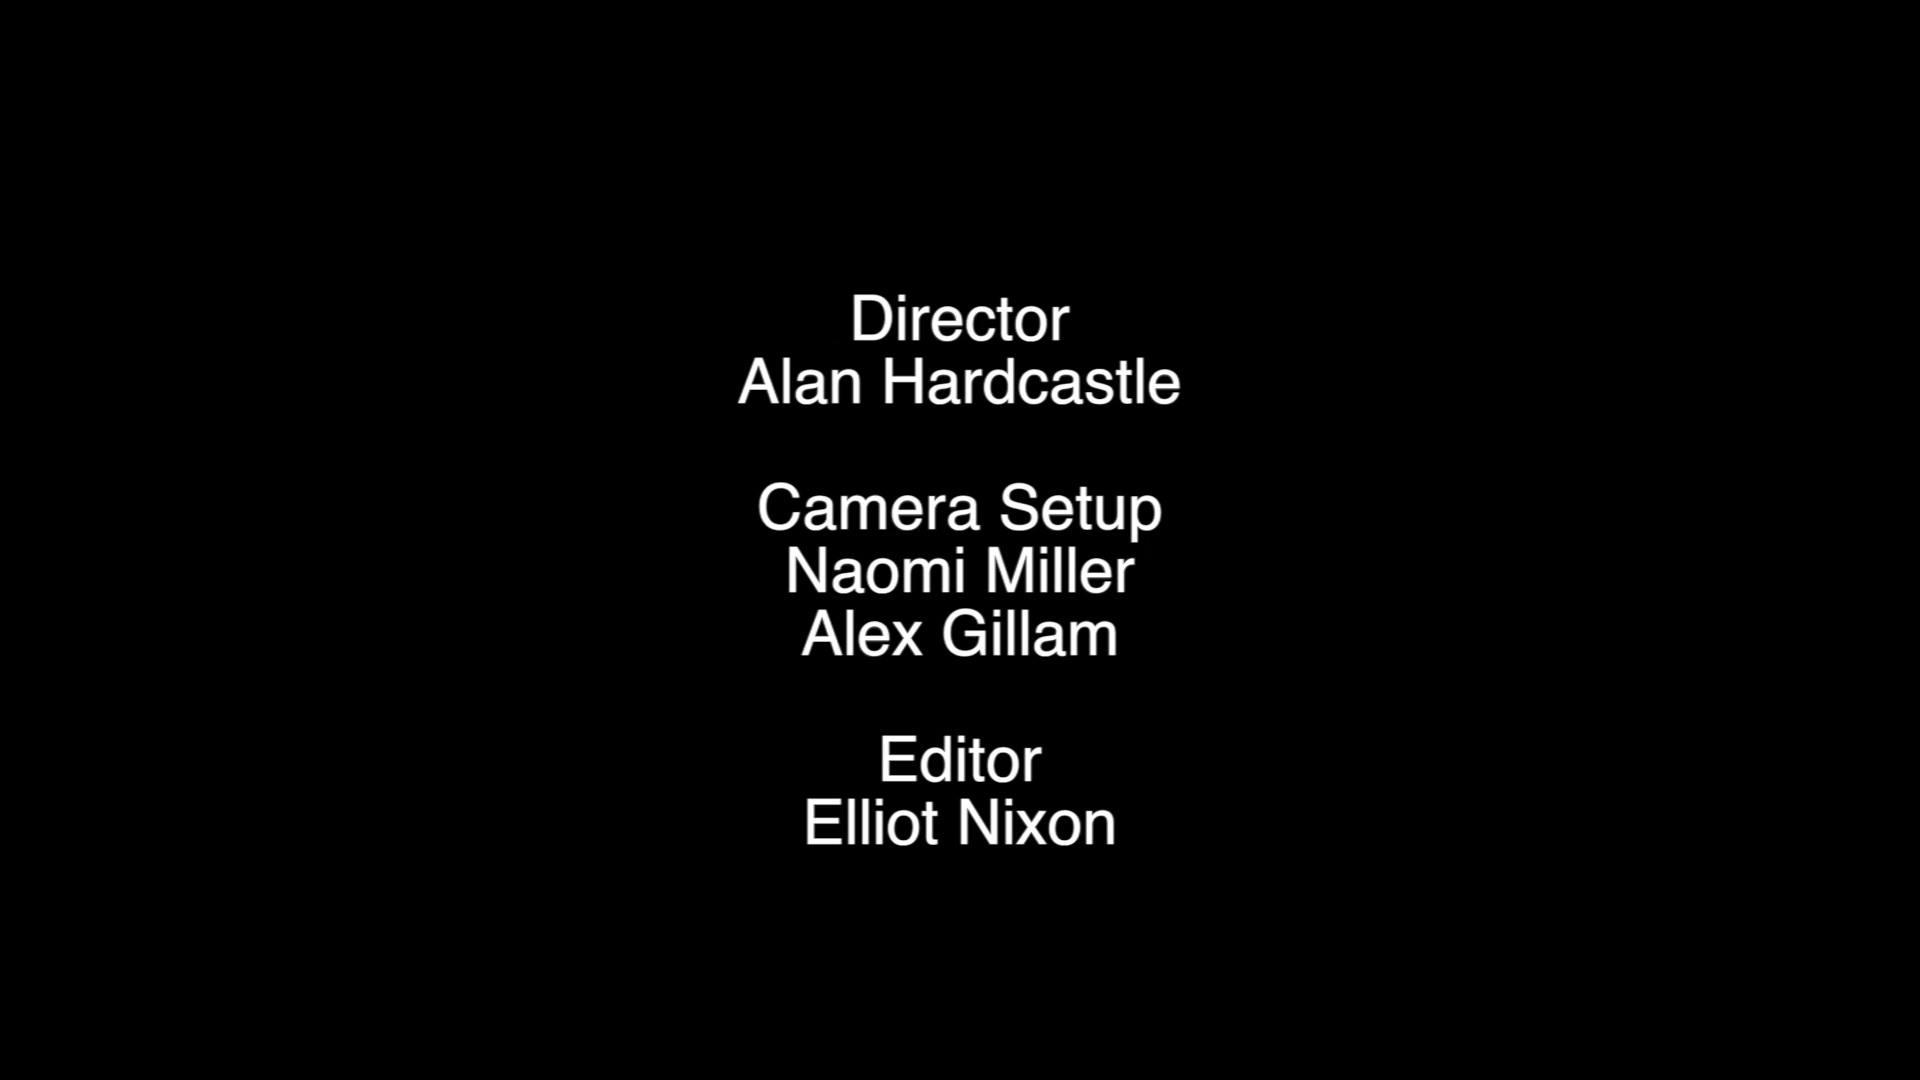 Director
Alan Hardcastle
Camera Setup
Naomi Miller
Alex Gillam
Editor
Elliot Nixon